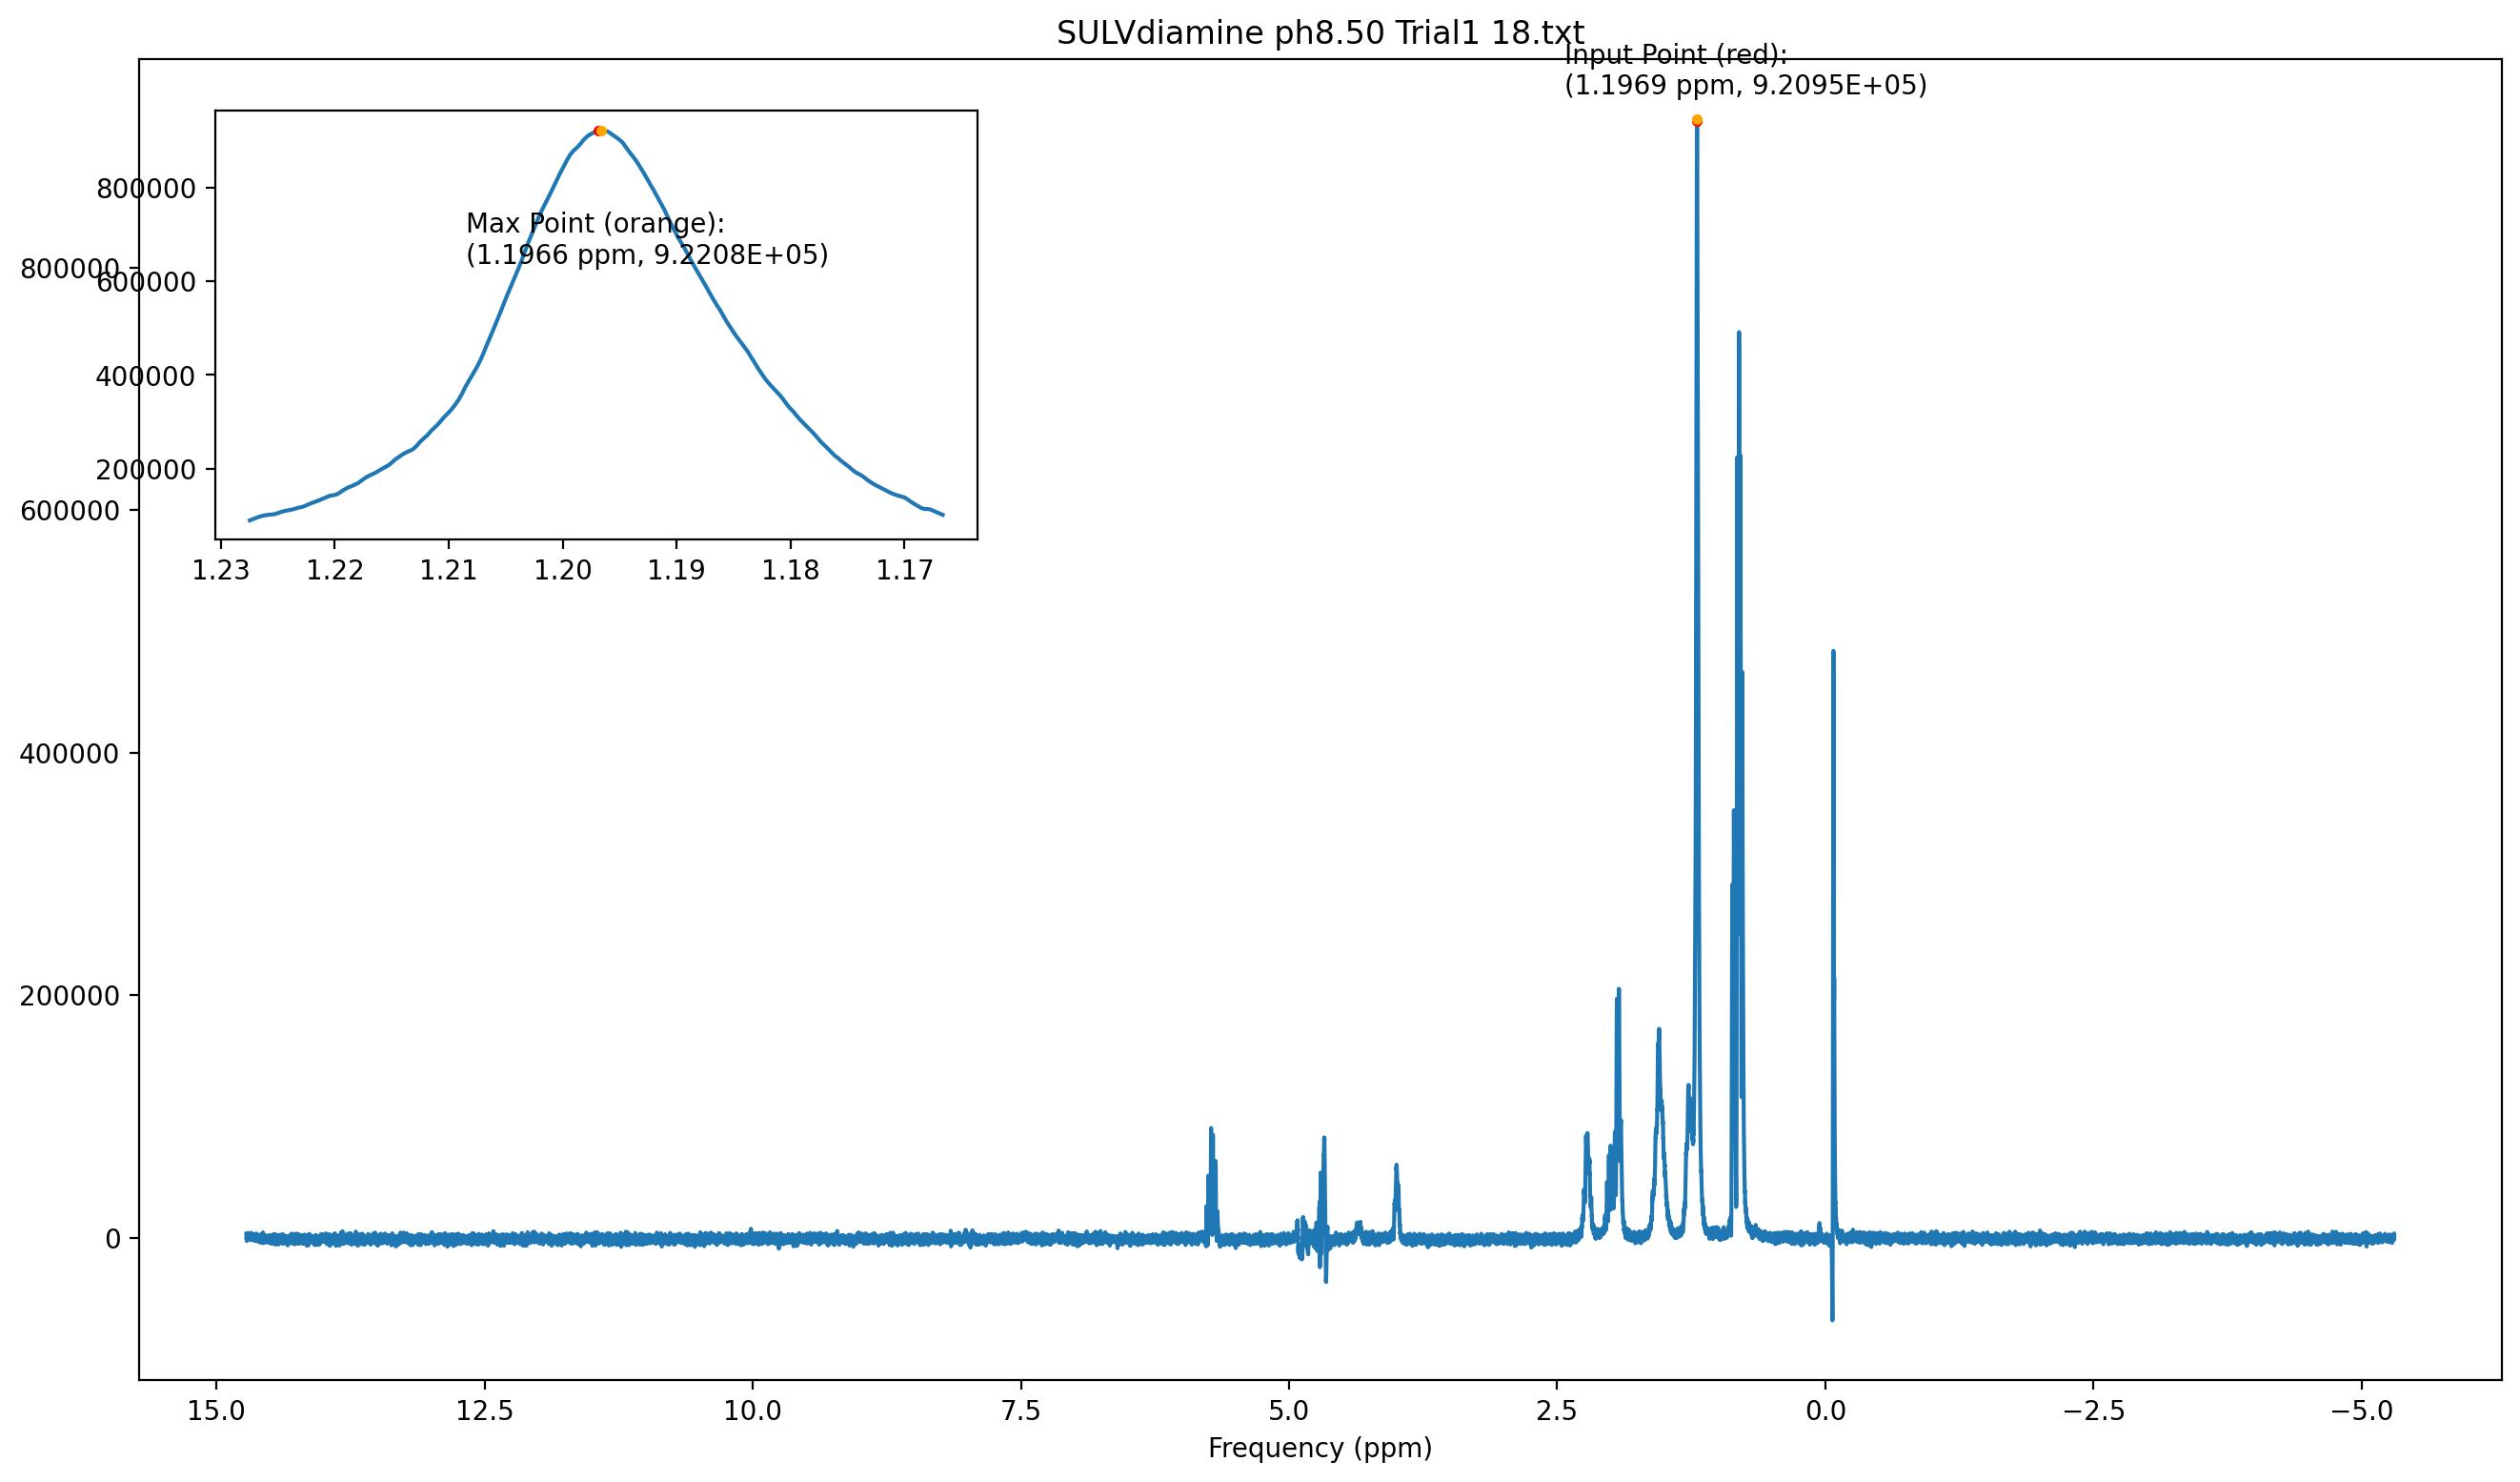 SULVdiamine ph8.50 Trial1 18.txt
Input Point (red):
(1.1969 ppm, 9.2095E+05)
Max Point (orange):
(1.1966 ppm, 9.2208E+05)
800000
600000
400000
200000
1.23 1.22 1.21 1.20 1.19 1.18 1.17
800000
600000
400000
200000
0
15.0 12.5 10.0 7.5 5.0 2.5 0.0 −2.5 −5.0
Frequency (ppm)